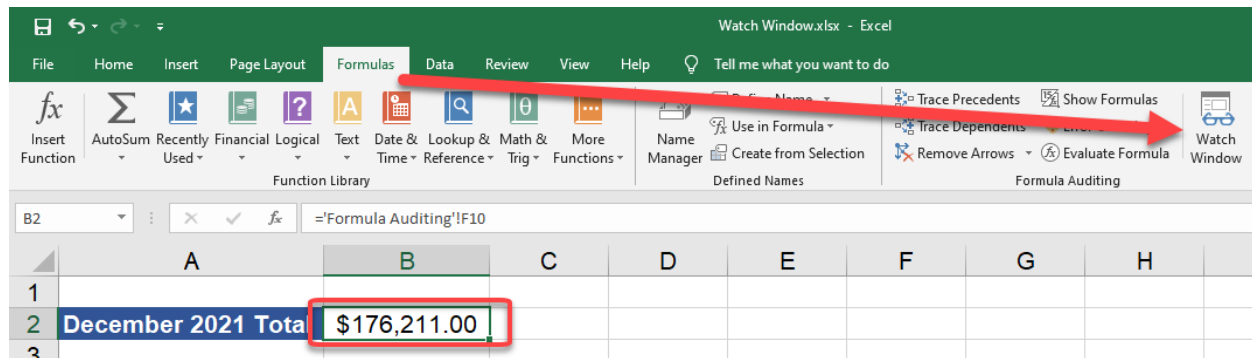 Watch Window.xlsx - Excel
File Home Insert Page Layout Formulas Data Review View Help Tell me what you want to do
fx Σ ? A θ Name Trace Precedents Show Formulas
Insert AutoSum Recently Financial Logical Text Date & Lookup & Math & More Name Use in Formula Trace Dependents Watch
Function Used Time Reference Trig Functions Manager Create from Selection Remove Arrows fx Evaluate Formula Window
Function Library Defined Names Formula Auditing
B2 fx ='Formula Auditing'!F10
A B C D E F G H
1
2 December 2021 Total $176,211.00
3